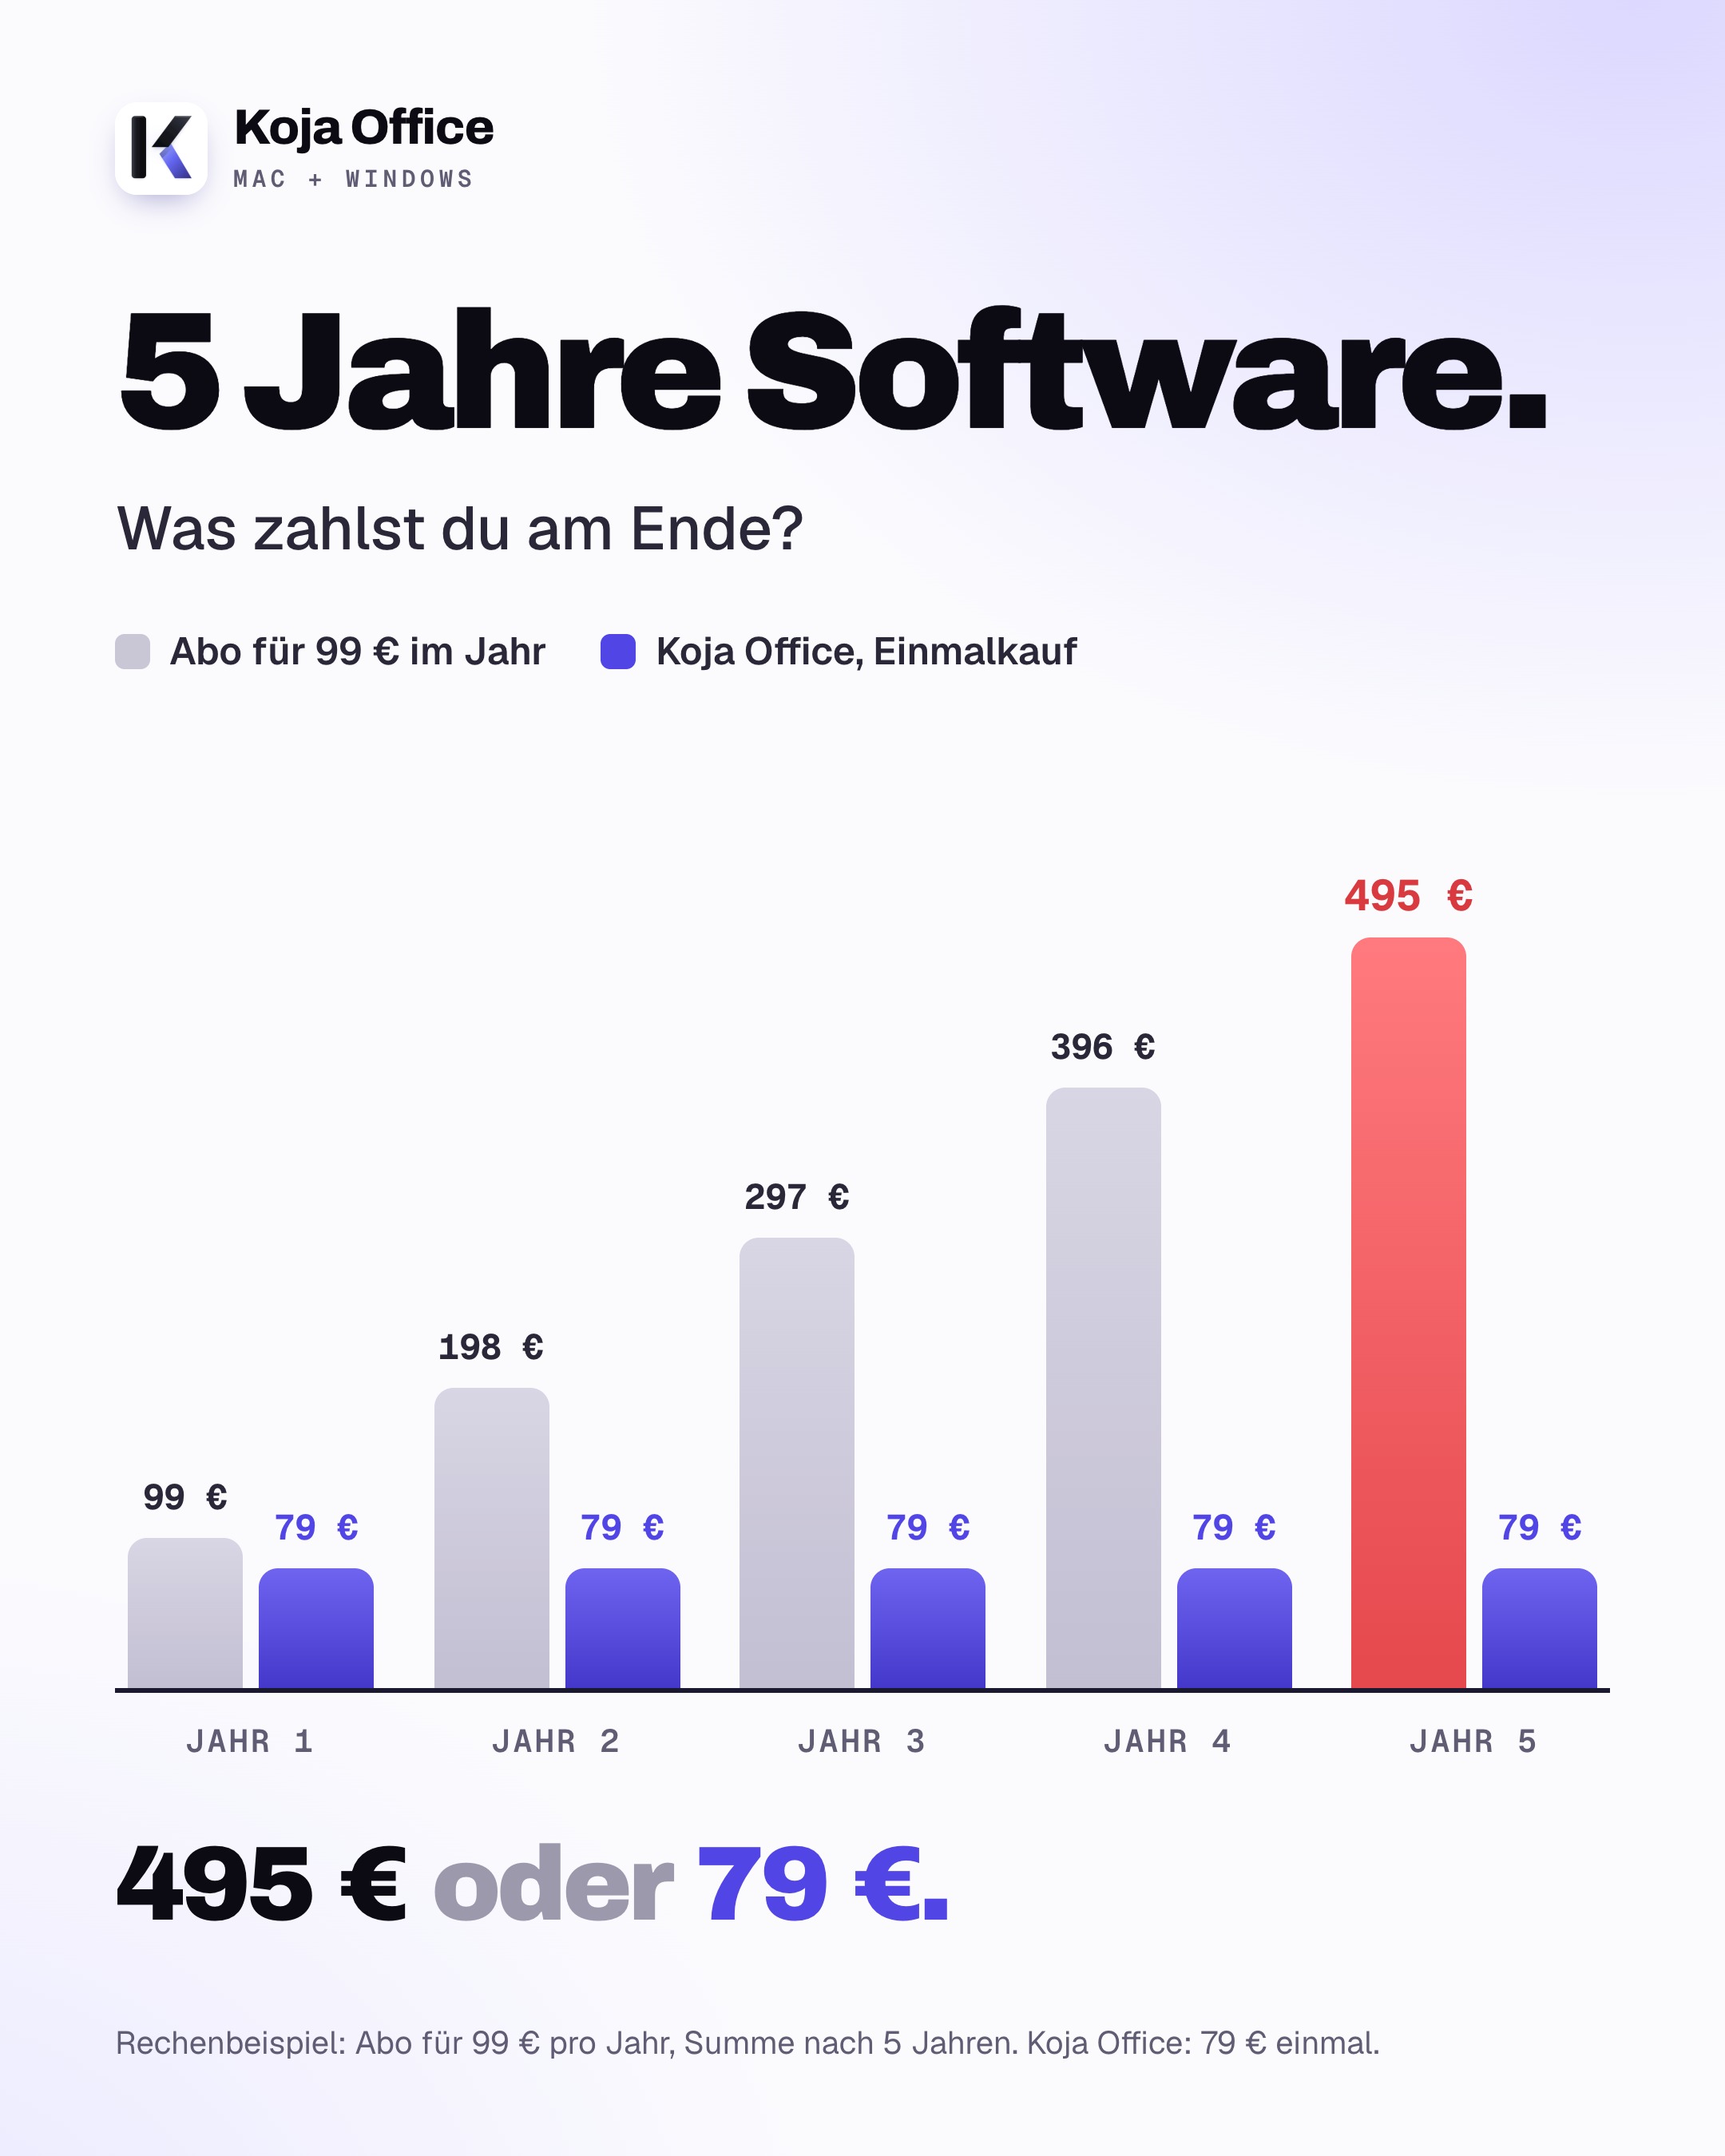 Koja Office
MAC + WINDOWS
5 Jahre Software.
Was zahlst du am Ende?
Abo für 99 € im Jahr
Koja Office, Einmalkauf
99 €
79 €
198 €
79 €
297 €
79 €
396 €
79 €
495 €
79 €
JAHR 1
JAHR 2
JAHR 3
JAHR 4
JAHR 5
495 € oder 79 €.
Rechenbeispiel: Abo für 99 € pro Jahr, Summe nach 5 Jahren. Koja Office: 79 € einmal.